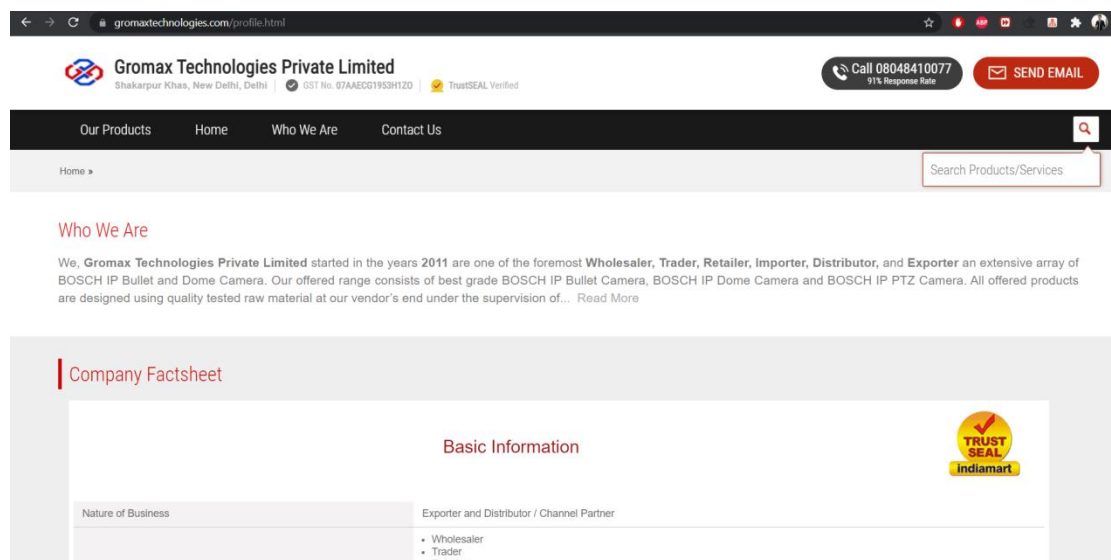 gromaxtechnologies.com/profile.html
Gromax Technologies Private Limited
Shakarpur Khas, New Delhi, Delhi GST No. 07AAECG1953H1Z0 TrustSEAL Verified
Call 08048410077
91% Response Rate
SEND EMAIL
Our Products Home Who We Are Contact Us
Home »
Search Products/Services
Who We Are
We, Gromax Technologies Private Limited started in the years 2011 are one of the foremost Wholesaler, Trader, Retailer, Importer, Distributor, and Exporter an extensive array of
BOSCH IP Bullet and Dome Camera. Our offered range consists of best grade BOSCH IP Bullet Camera, BOSCH IP Dome Camera and BOSCH IP PTZ Camera. All offered products
are designed using quality tested raw material at our vendor's end under the supervision of... Read More
Company Factsheet
Basic Information
TRUST
SEAL
indiamart
Nature of Business Exporter and Distributor / Channel Partner
• Wholesaler
• Trader